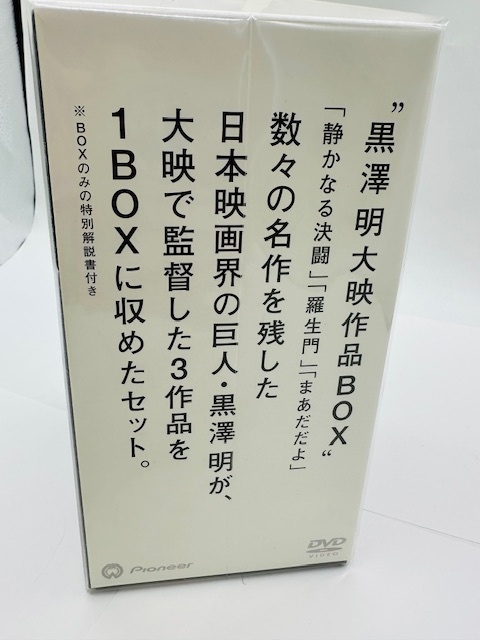 ”黒澤明大映作品BOX“
「静かなる決闘」「羅生門」「まあだだよ」
数々の名作を残した
日本映画界の巨人・黒澤明が、
大映で監督した3作品を
1BOXに収めたセット。
※BOXのみの特別解説書付き
Pioneer
DVD
VIDEO